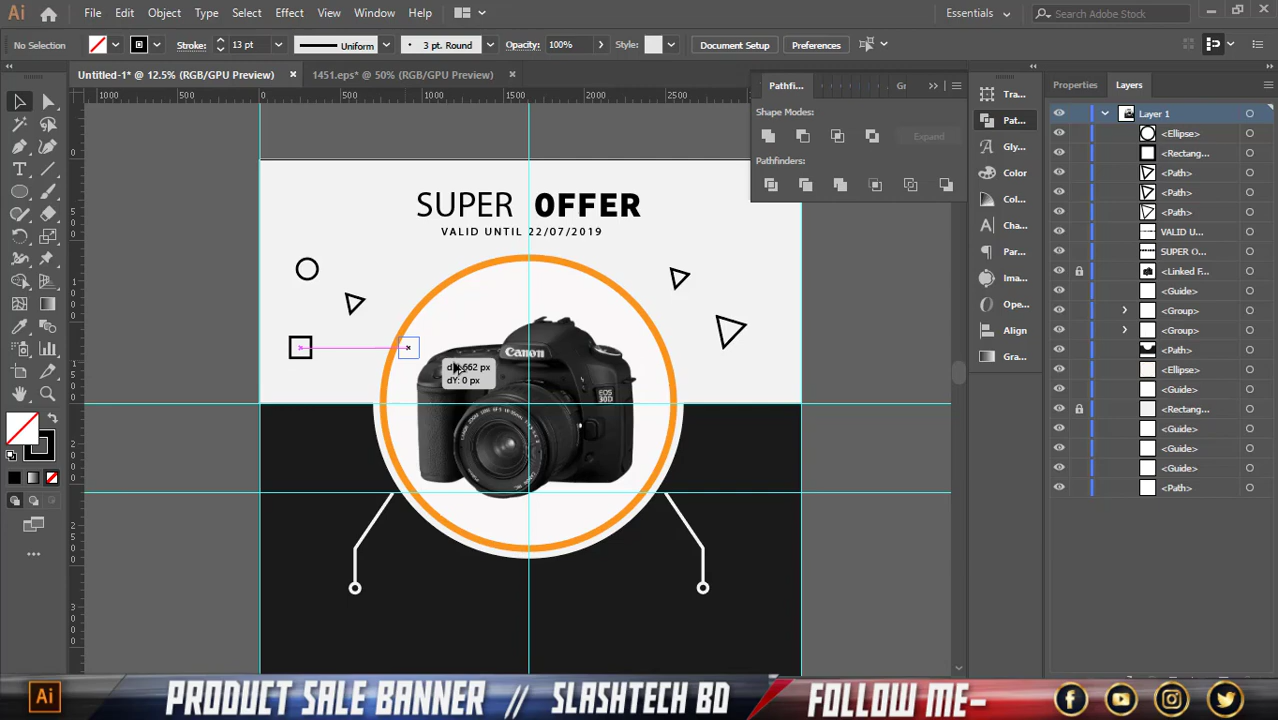 Ai File Edit Object Type Select Effect View Window Help Essentials Search Adobe Stock
No Selection Stroke: 13 pt Uniform 3 pt. Round Opacity: 100% Style: Document Setup Preferences
Untitled-1* @ 12.5% (RGB/GPU Preview) × 1451.eps* @ 50% (RGB/GPU Preview) ×
Pathfi... Gr
Properties Layers
1000 500 0 500 1000 1500 2000 2500
Shape Modes:
Expand
Pathfinders:
Tra...
Pat...
Gly...
Color
Col...
Cha...
Par...
Ima...
Ope...
Align
Gra...
Layer 1
<Ellipse>
<Rectang...
<Path>
<Path>
<Path>
VALID U...
SUPER O...
<Linked F...
<Guide>
<Group>
<Group>
<Path>
<Ellipse>
<Guide>
<Rectang...
<Guide>
<Guide>
<Guide>
<Path>
SUPER OFFER
VALID UNTIL 22/07/2019
Canon
EOS
30D
dY: 0 px
Ai PRODUCT SALE BANNER // SLASHTECH BD FOLLOW ME-